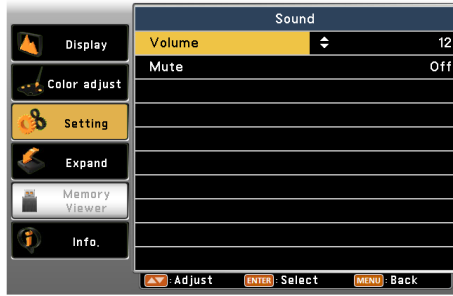 Sound
Display
Color adjust
Setting
Expand
Memory
Viewer
Info.
Volume 12
Mute Off
▲▼:Adjust ENTER:Select MENU:Back